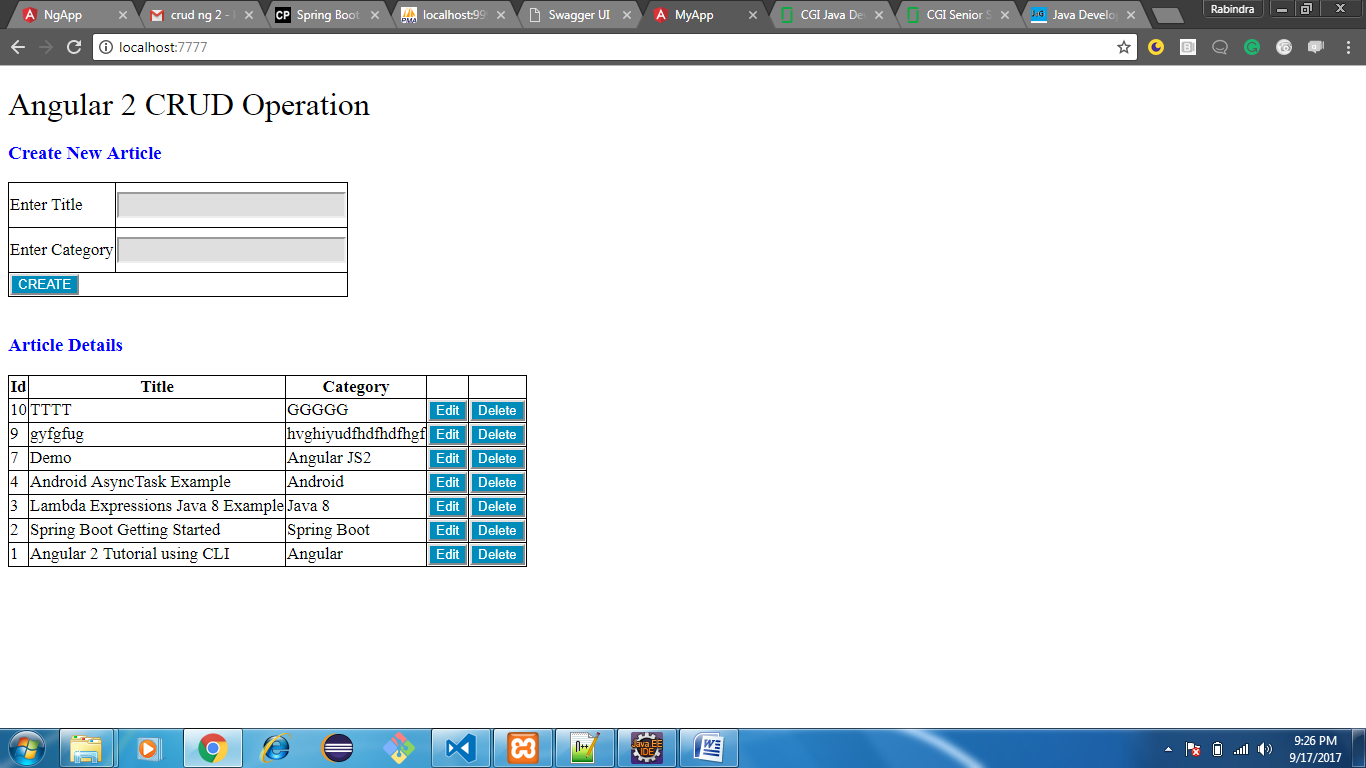 NgApp
crud ng 2 -
CP Spring Boot
PMA localhost:99
Swagger UI
MyApp
CGI Java De
CGI Senior S
Java Develo
Rabindra
localhost:7777
Angular 2 CRUD Operation
Create New Article
Enter Title
Enter Category
CREATE
Article Details
Id Title Category
10 TTTT GGGGG Edit Delete
9 gyfgfug hvghiyudfhdfhdfhgf Edit Delete
7 Demo Angular JS2 Edit Delete
4 Android AsyncTask Example Android Edit Delete
3 Lambda Expressions Java 8 Example Java 8 Edit Delete
2 Spring Boot Getting Started Spring Boot Edit Delete
1 Angular 2 Tutorial using CLI Angular Edit Delete
Java EE
IDE
9:26 PM
9/17/2017